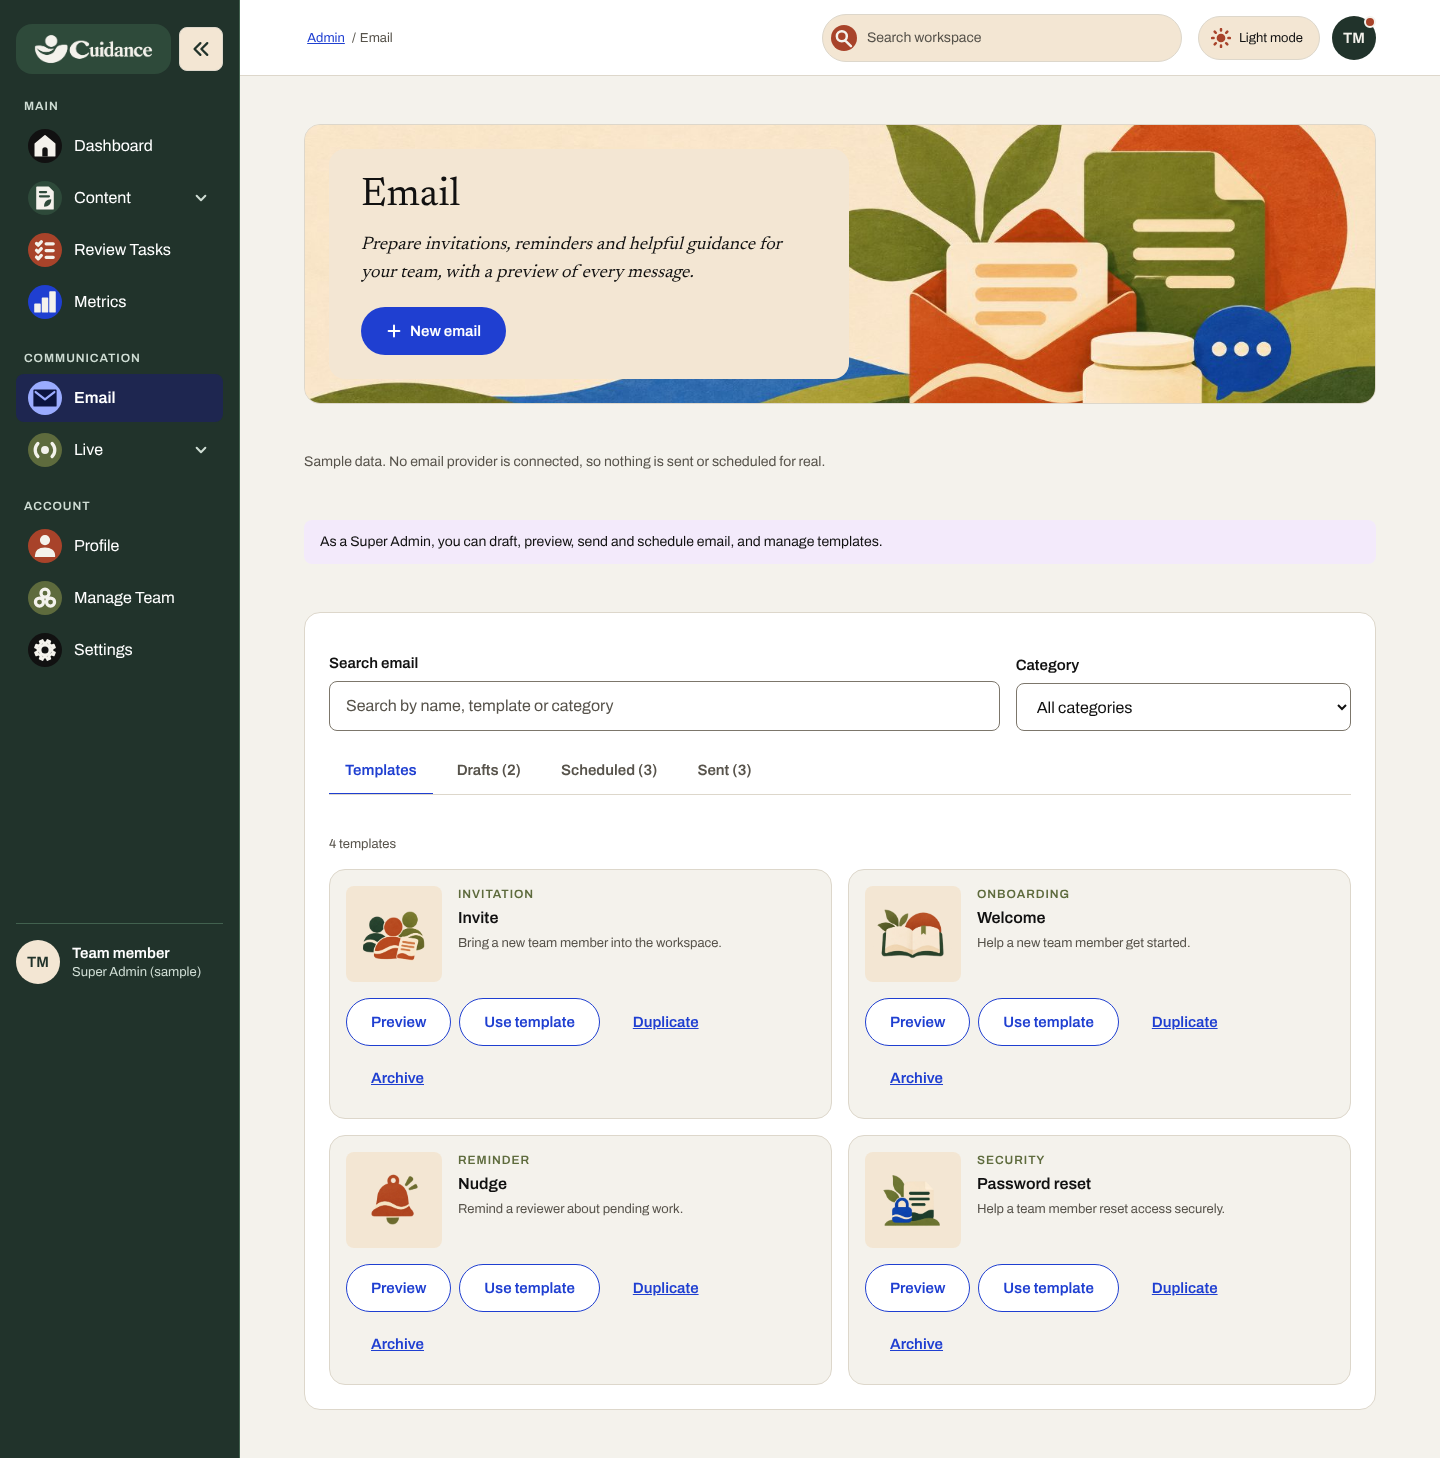 Guidance
MAIN
Dashboard
Content
Review Tasks
Metrics
COMMUNICATION
Email
Live
ACCOUNT
Profile
Manage Team
Settings
TM
Team member
Super Admin (sample)
Admin / Email
Search workspace
Light mode
TM
Email
Prepare invitations, reminders and helpful guidance for
your team, with a preview of every message.
+ New email
Sample data. No email provider is connected, so nothing is sent or scheduled for real.
As a Super Admin, you can draft, preview, send and schedule email, and manage templates.
Search email
Search by name, template or category
Category
All categories
Templates Drafts (2) Scheduled (3) Sent (3)
4 templates
INVITATION
Invite
Bring a new team member into the workspace.
Preview Use template Duplicate
Archive
ONBOARDING
Welcome
Help a new team member get started.
Preview Use template Duplicate
Archive
REMINDER
Nudge
Remind a reviewer about pending work.
Preview Use template Duplicate
Archive
SECURITY
Password reset
Help a team member reset access securely.
Preview Use template Duplicate
Archive